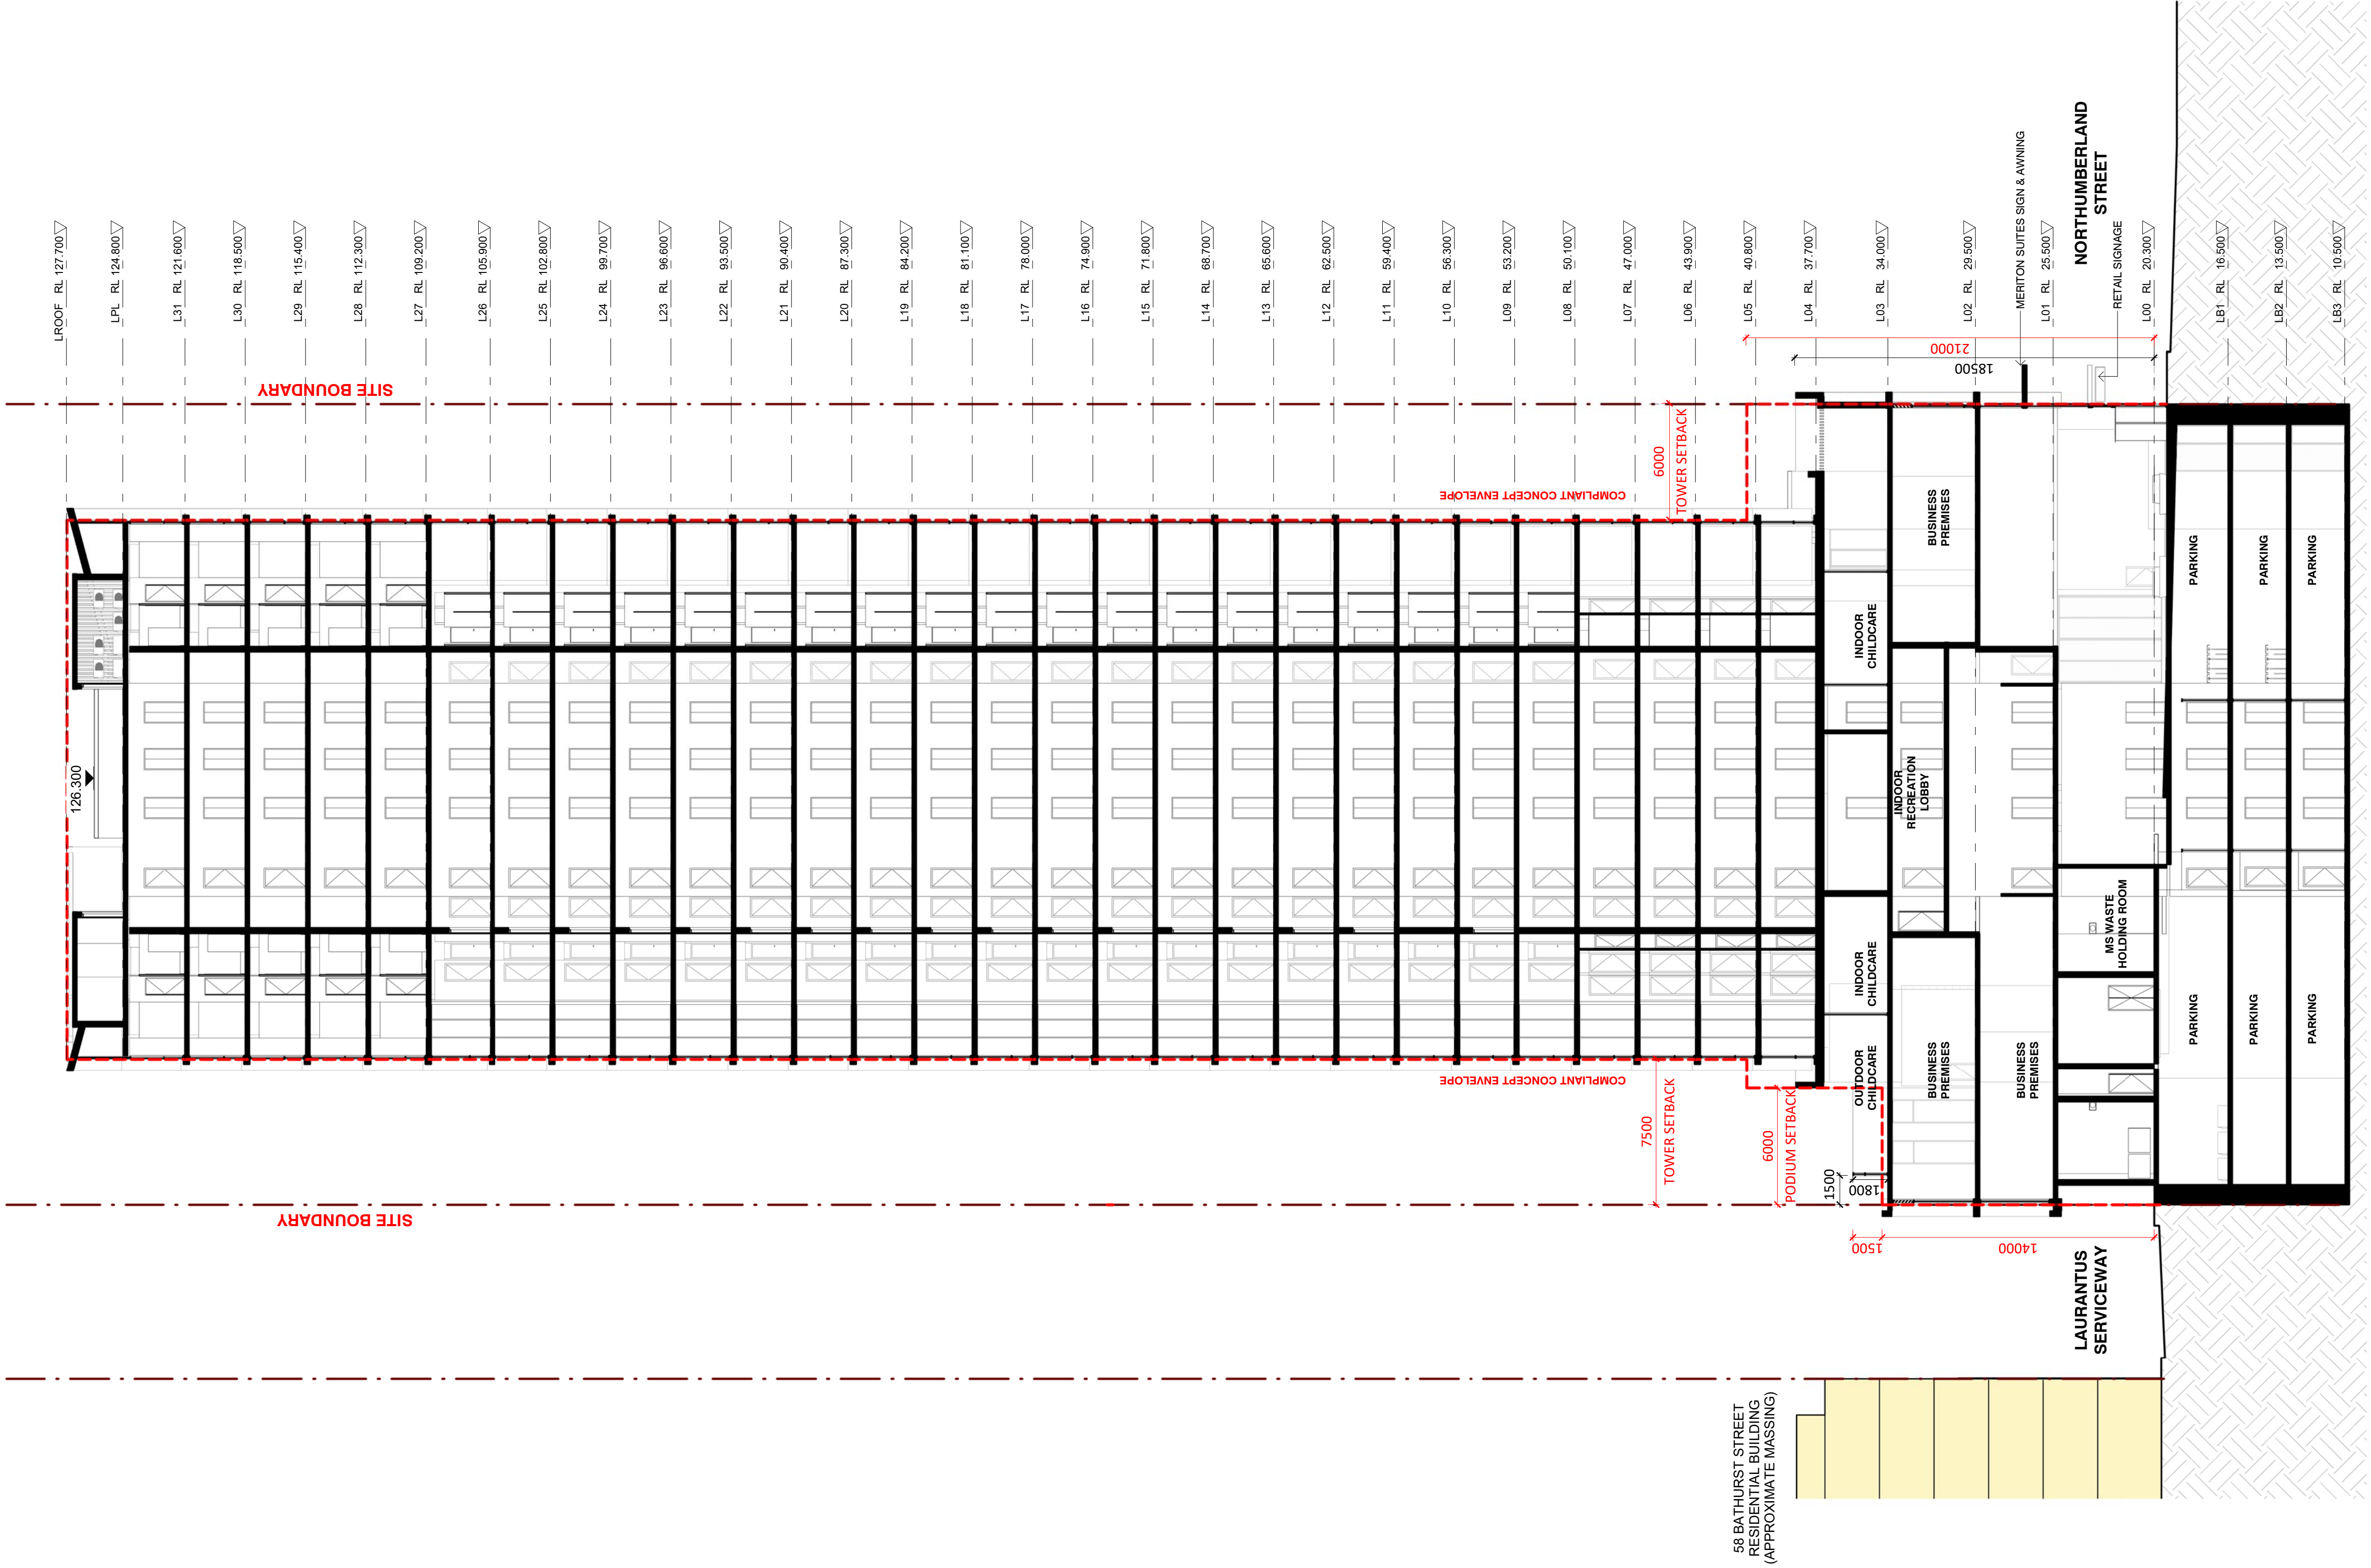 LROOF RL 127.700
LPL RL 124.800
L31 RL 121.600
L30 RL 118.500
L29 RL 115.400
L28 RL 112.300
L27 RL 109.200
L26 RL 105.900
L25 RL 102.800
L24 RL 99.700
L23 RL 96.600
L22 RL 93.500
L21 RL 90.400
L20 RL 87.300
L19 RL 84.200
L18 RL 81.100
L17 RL 78.000
L16 RL 74.900
L15 RL 71.800
L14 RL 68.700
L13 RL 65.600
L12 RL 62.500
L11 RL 59.400
L10 RL 56.300
L09 RL 53.200
L08 RL 50.100
L07 RL 47.000
L06 RL 43.900
L05 RL 40.800
L04 RL 37.700
L03 RL 34.000
L02 RL 29.500
L01 RL 25.500
L00 RL 20.300
LB1 RL 16.500
LB2 RL 13.500
LB3 RL 10.500
MERITON SUITES SIGN & AWNING
NORTHUMBERLAND
STREET
RETAIL SIGNAGE
SITE BOUNDARY
21000
18500
6000
TOWER SETBACK
COMPLIANT CONCEPT ENVELOPE
126.300
BUSINESS
PREMISES
INDOOR
CHILDCARE
INDOOR
RECREATION
LOBBY
PARKING
PARKING
PARKING
MS WASTE
HOLDING ROOM
INDOOR
CHILDCARE
OUTDOOR
CHILDCARE
BUSINESS
PREMISES
BUSINESS
PREMISES
PARKING
PARKING
PARKING
COMPLIANT CONCEPT ENVELOPE
7500
TOWER SETBACK
6000
PODIUM SETBACK
1500
1800
SITE BOUNDARY
1500
14000
LAURANTUS
SERVICEWAY
58 BATHURST STREET
RESIDENTIAL BUILDING
(APPROXIMATE MASSING)